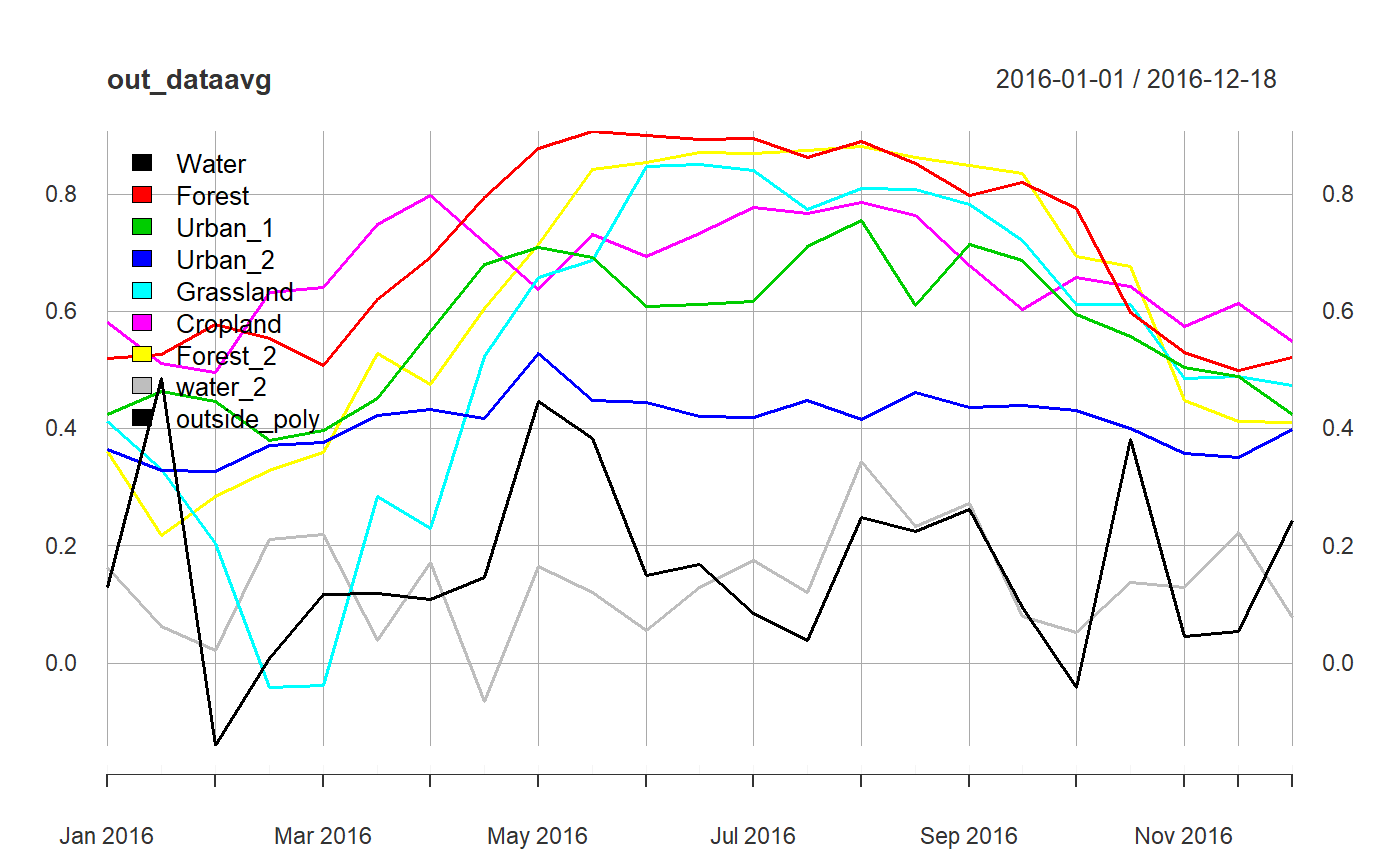 out_dataavg
2016-01-01 / 2016-12-18
Water
Forest
Urban_1
Urban_2
Grassland
Cropland
Forest_2
water_2
outside_poly
0.8 0.8
0.6 0.6
0.4 0.4
0.2 0.2
0.0 0.0
Jan 2016 Mar 2016 May 2016 Jul 2016 Sep 2016 Nov 2016